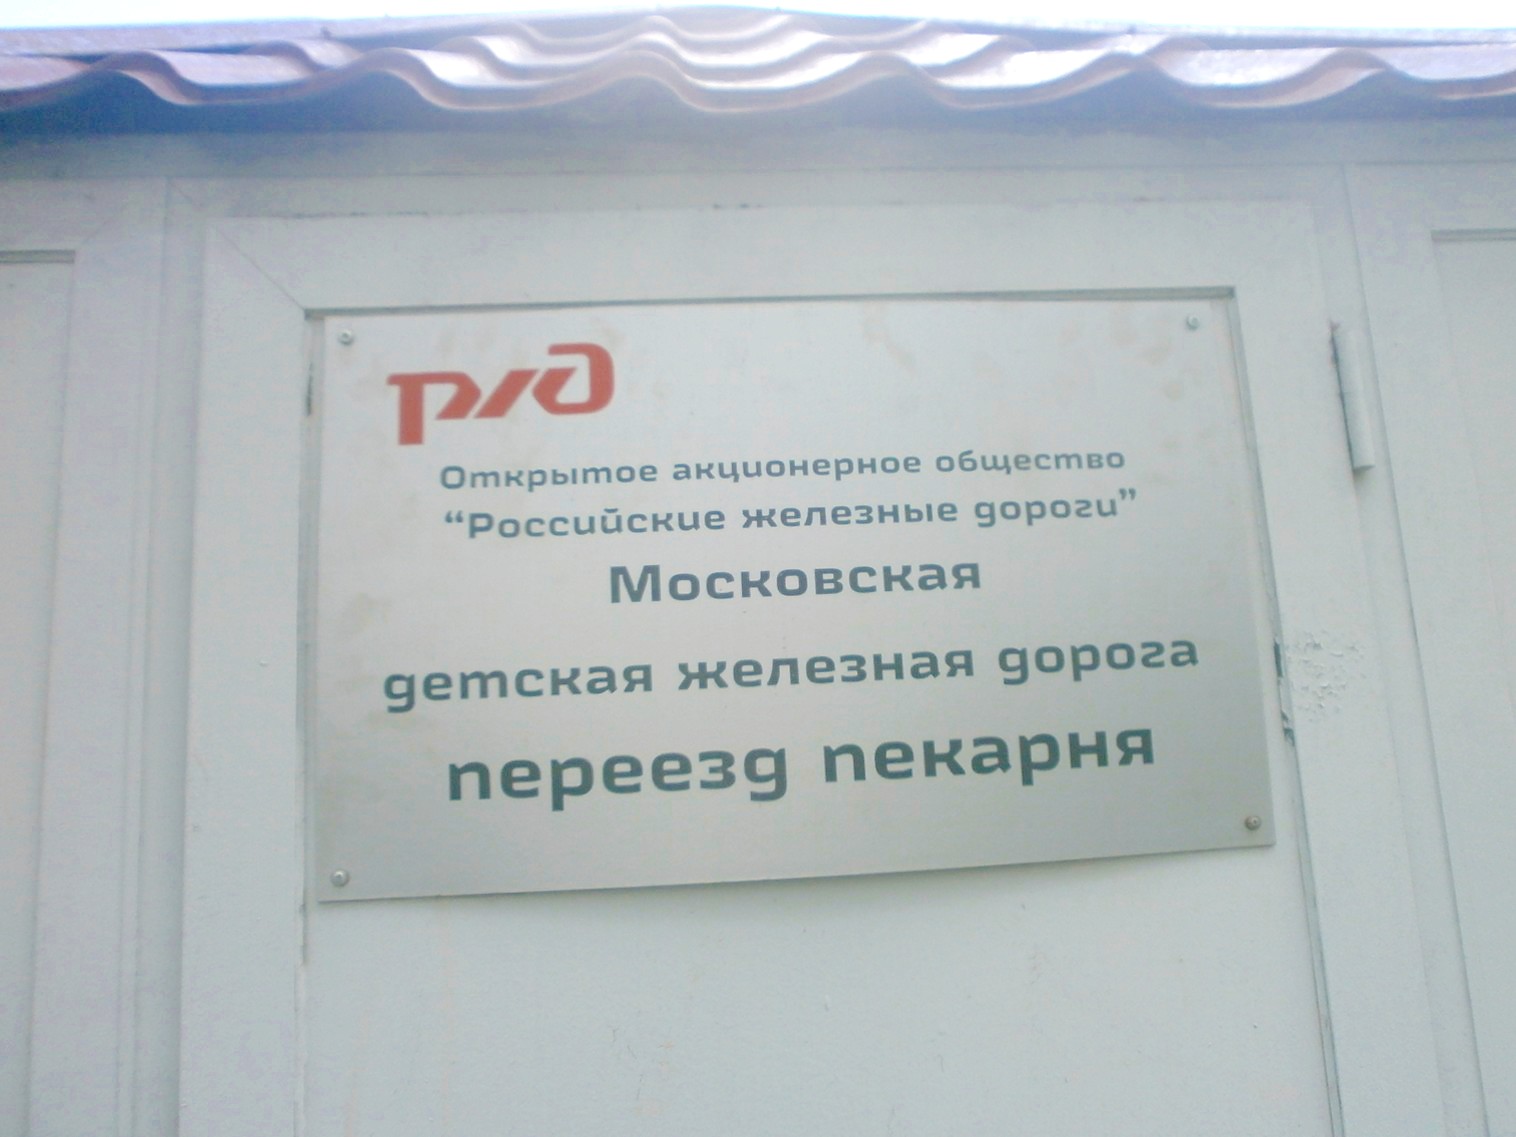 ржд
Открытое акционерное общество
“Российские железные дороги”
Московская
детская железная дорога
переезд пекарня